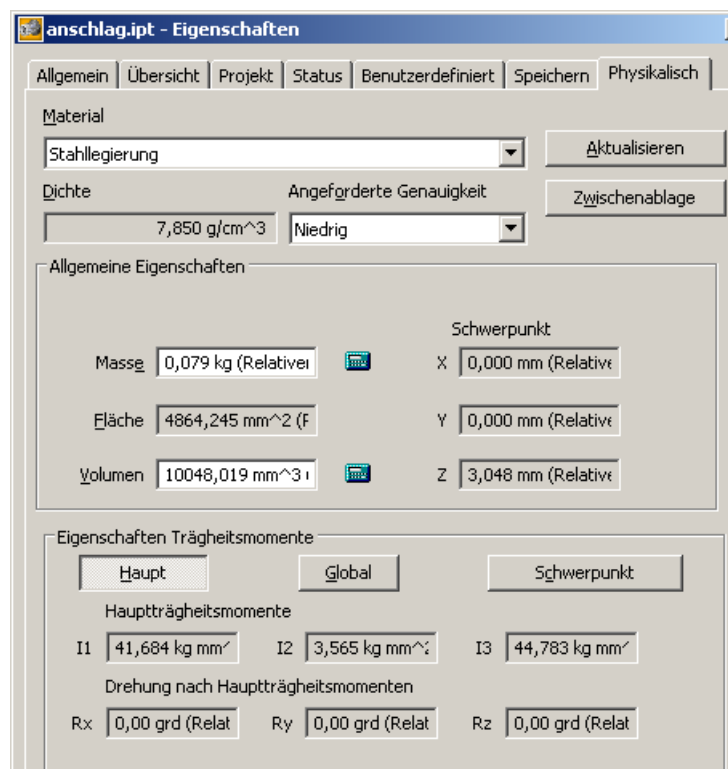 anschlag.ipt - Eigenschaften
Allgemein Übersicht Projekt Status Benutzerdefiniert Speichern Physikalisch
Material
Stahllegierung Aktualisieren
Dichte Angeforderte Genauigkeit Zwischenablage
7,850 g/cm^3 Niedrig
Allgemeine Eigenschaften
Schwerpunkt
Masse 0,079 kg (Relativer X 0,000 mm (Relative
Fläche 4864,245 mm^2 (F Y 0,000 mm (Relative
Volumen 10048,019 mm^3 ( Z 3,048 mm (Relative
Eigenschaften Trägheitsmomente
Haupt Global Schwerpunkt
Hauptträgheitsmomente
I1 41,684 kg mm^ I2 3,565 kg mm^2 I3 44,783 kg mm^
Drehung nach Hauptträgheitsmomenten
Rx 0,00 grd (Relat Ry 0,00 grd (Relat Rz 0,00 grd (Relat